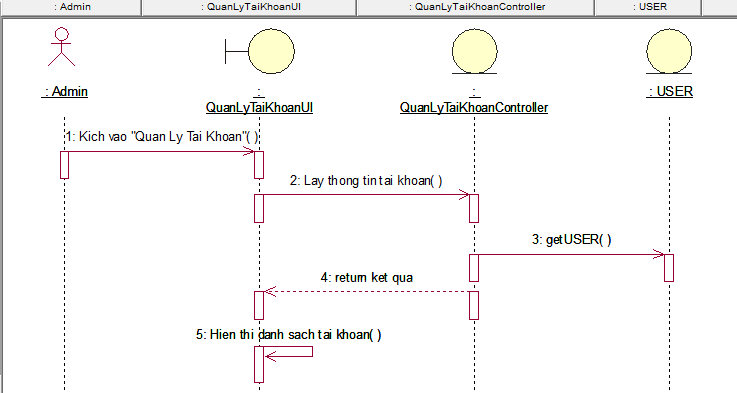 : Admin
: QuanLyTaiKhoanUI
: QuanLyTaiKhoanController
: USER
: Admin
:
QuanLyTaiKhoanUI
:
QuanLyTaiKhoanController
: USER
1: Kich vao "Quan Ly Tai Khoan"( )
2: Lay thong tin tai khoan( )
3: getUSER( )
4: return ket qua
5: Hien thi danh sach tai khoan( )